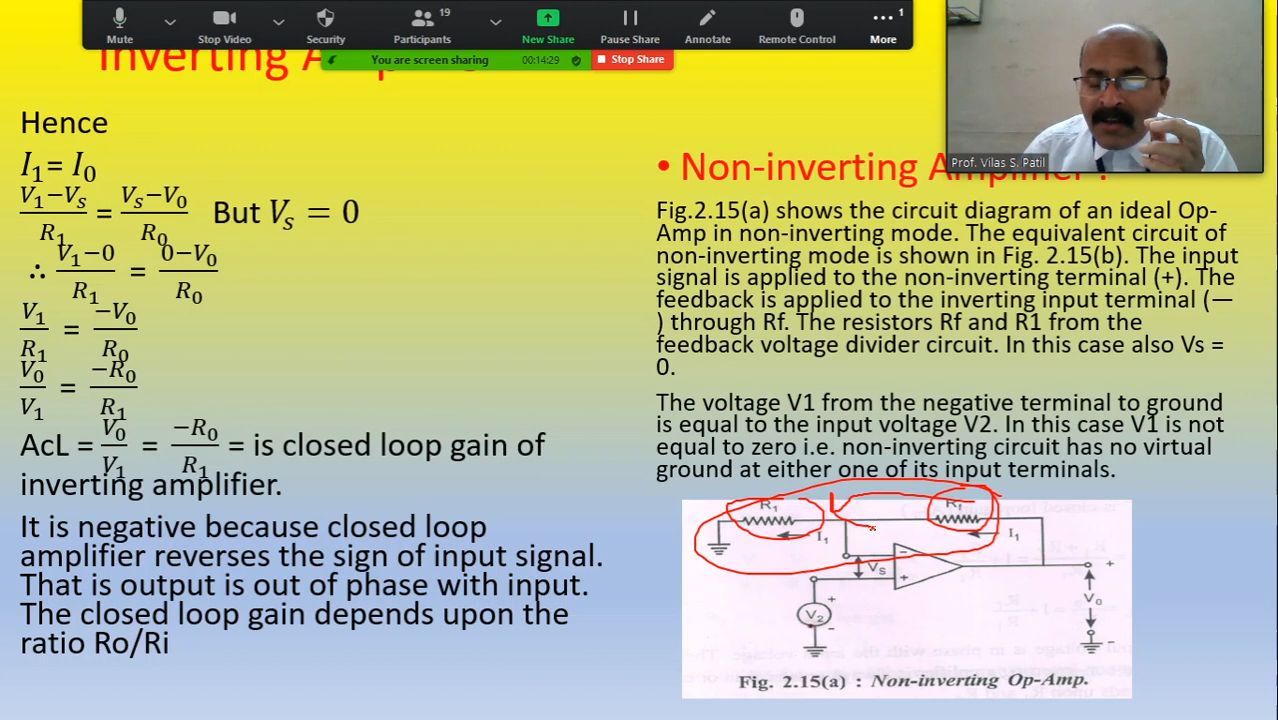 Mute
Stop Video
Security
19
Participants
New Share
Pause Share
Annotate
Remote Control
1
More
You are screen sharing
00:14:29
Stop Share
Prof. Vilas S. Patil
Inverting
Hence
I₁= I₀
V₁−Vₛ/R₁ = Vₛ−V₀/R₀ But Vₛ = 0
∴ V₁−0/R₁ = 0−V₀/R₀
V₁/R₁ = −V₀/R₀
V₀/V₁ = −R₀/R₁
AcL = V₀/V₁ = −R₀/R₁ = is closed loop gain of
inverting amplifier.
It is negative because closed loop
amplifier reverses the sign of input signal.
That is output is out of phase with input.
The closed loop gain depends upon the
ratio Ro/Ri
• Non-inverting
Fig.2.15(a) shows the circuit diagram of an ideal Op-
Amp in non-inverting mode. The equivalent circuit of
non-inverting mode is shown in Fig. 2.15(b). The input
signal is applied to the non-inverting terminal (+). The
feedback is applied to the inverting input terminal (—
) through Rf. The resistors Rf and R1 from the
feedback voltage divider circuit. In this case also Vs =
0.
The voltage V1 from the negative terminal to ground
is equal to the input voltage V2. In this case V1 is not
equal to zero i.e. non-inverting circuit has no virtual
ground at either one of its input terminals.
R₁
Rf
I₁
I₁
−
Vs
+
+
V₂
−
+
V₀
−
Fig. 2.15(a) : Non-inverting Op-Amp.